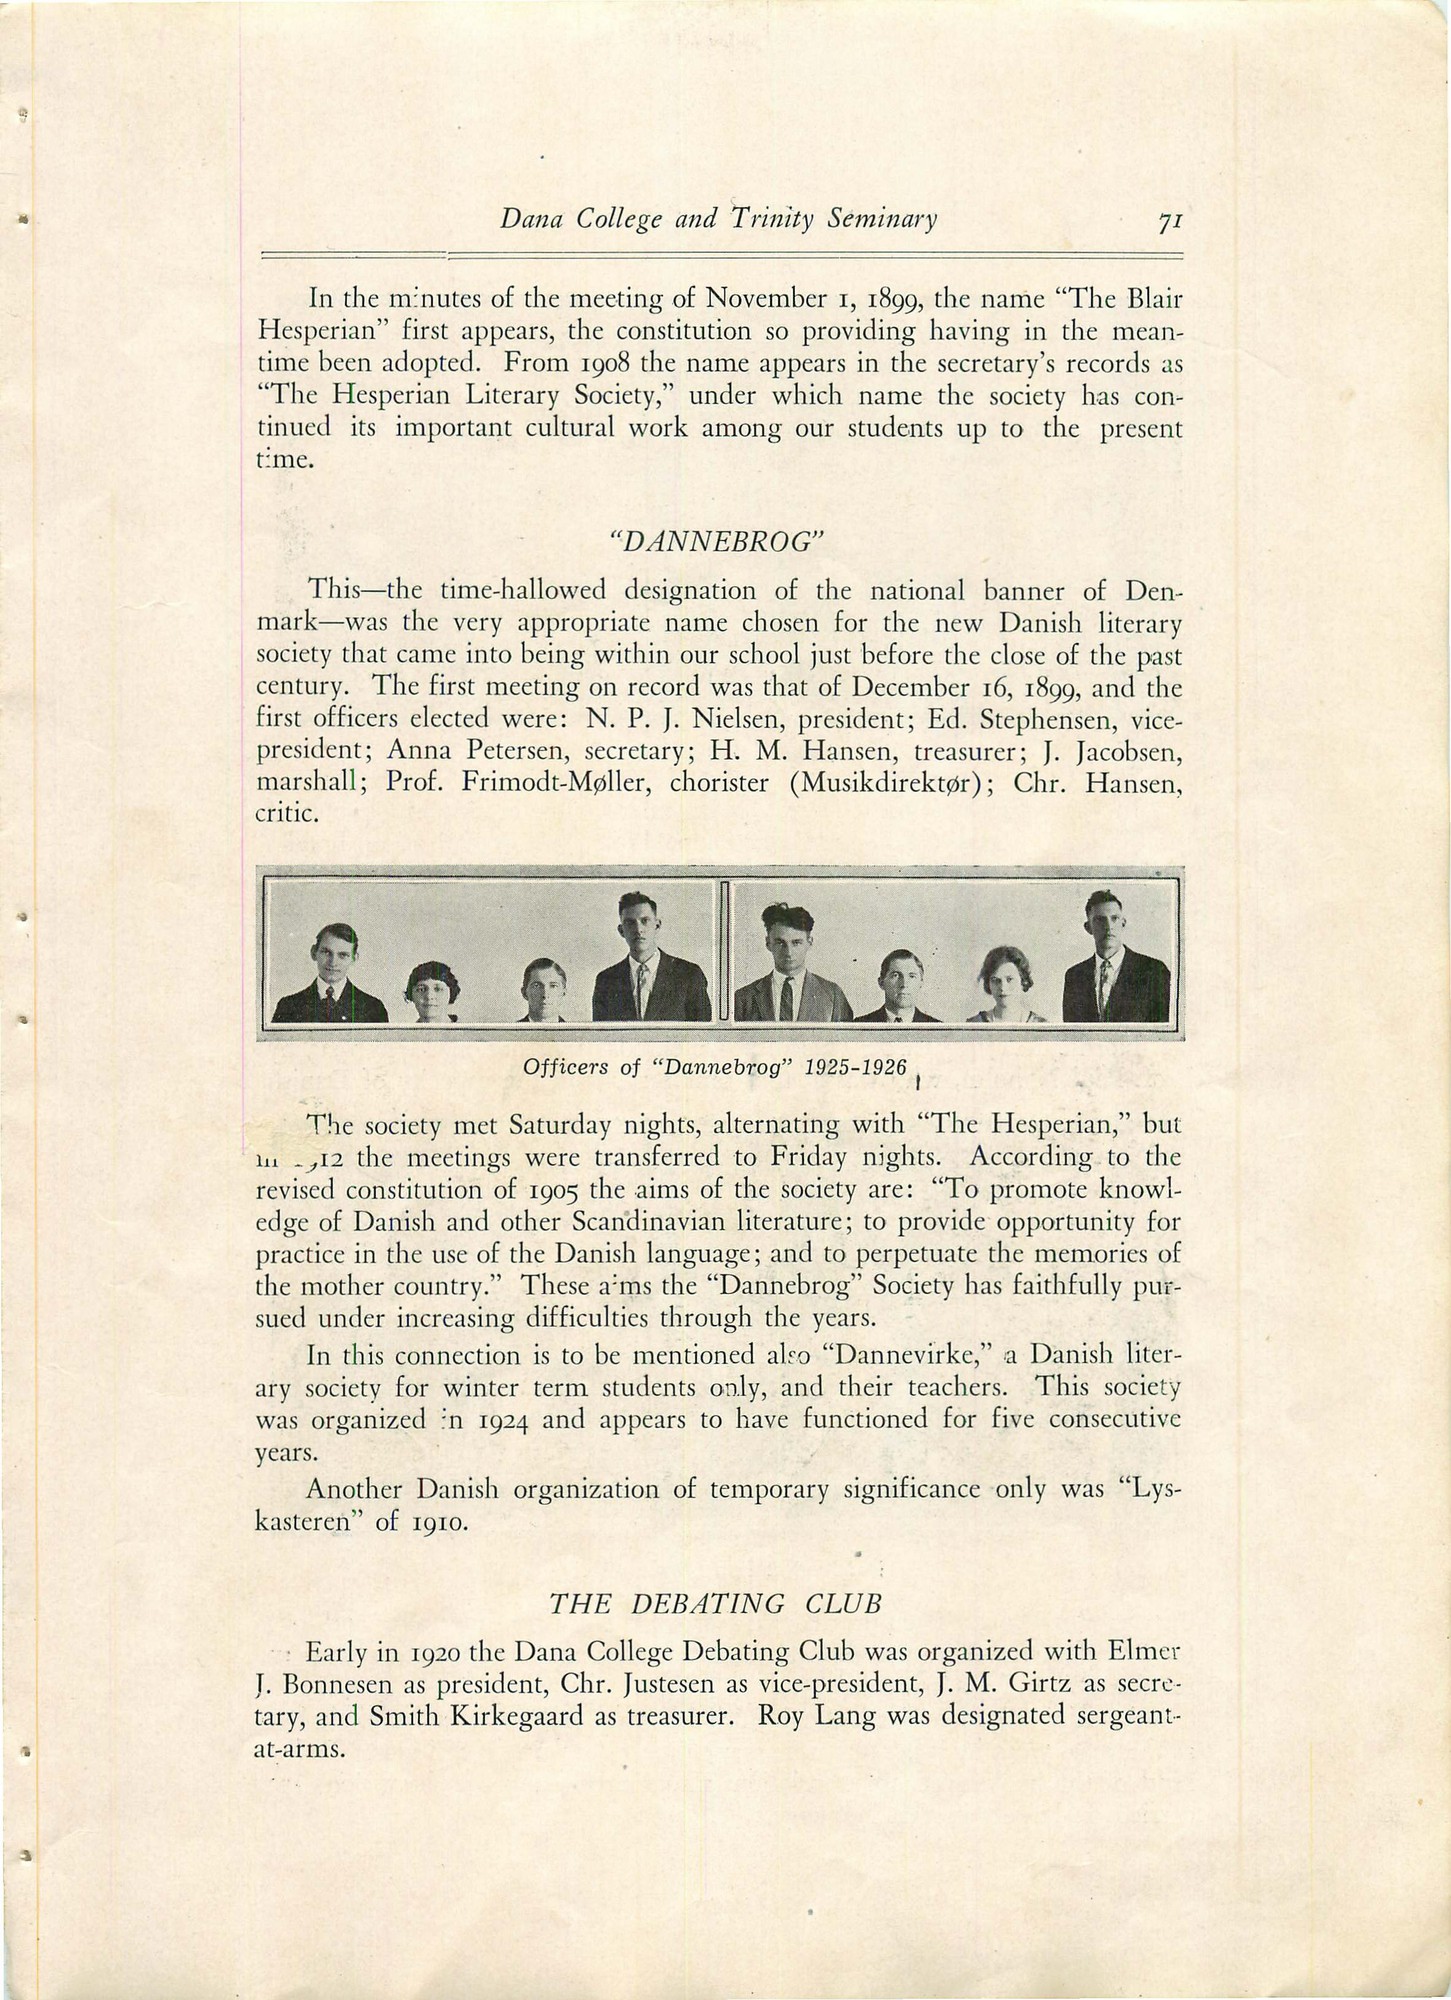 Dana College and Trinity Seminary 71
In the minutes of the meeting of November 1, 1899, the name “The Blair
Hesperian” first appears, the constitution so providing having in the mean-
time been adopted. From 1908 the name appears in the secretary’s records as
“The Hesperian Literary Society,” under which name the society has con-
tinued its important cultural work among our students up to the present
time.
“DANNEBROG”
This—the time-hallowed designation of the national banner of Den-
mark—was the very appropriate name chosen for the new Danish literary
society that came into being within our school just before the close of the past
century. The first meeting on record was that of December 16, 1899, and the
first officers elected were: N. P. J. Nielsen, president; Ed. Stephensen, vice-
president; Anna Petersen, secretary; H. M. Hansen, treasurer; J. Jacobsen,
marshall; Prof. Frimodt-Møller, chorister (Musikdirektør); Chr. Hansen,
critic.
Officers of “Dannebrog” 1925-1926
The society met Saturday nights, alternating with “The Hesperian,” but
in 1912 the meetings were transferred to Friday nights. According to the
revised constitution of 1905 the aims of the society are: “To promote knowl-
edge of Danish and other Scandinavian literature; to provide opportunity for
practice in the use of the Danish language; and to perpetuate the memories of
the mother country.” These aims the “Dannebrog” Society has faithfully pur-
sued under increasing difficulties through the years.
In this connection is to be mentioned also “Dannevirke,” a Danish liter-
ary society for winter term students only, and their teachers. This society
was organized in 1924 and appears to have functioned for five consecutive
years.
Another Danish organization of temporary significance only was “Lys-
kasteren” of 1910.
THE DEBATING CLUB
Early in 1920 the Dana College Debating Club was organized with Elmer
J. Bonnesen as president, Chr. Justesen as vice-president, J. M. Girtz as secre-
tary, and Smith Kirkegaard as treasurer. Roy Lang was designated sergeant-
at-arms.